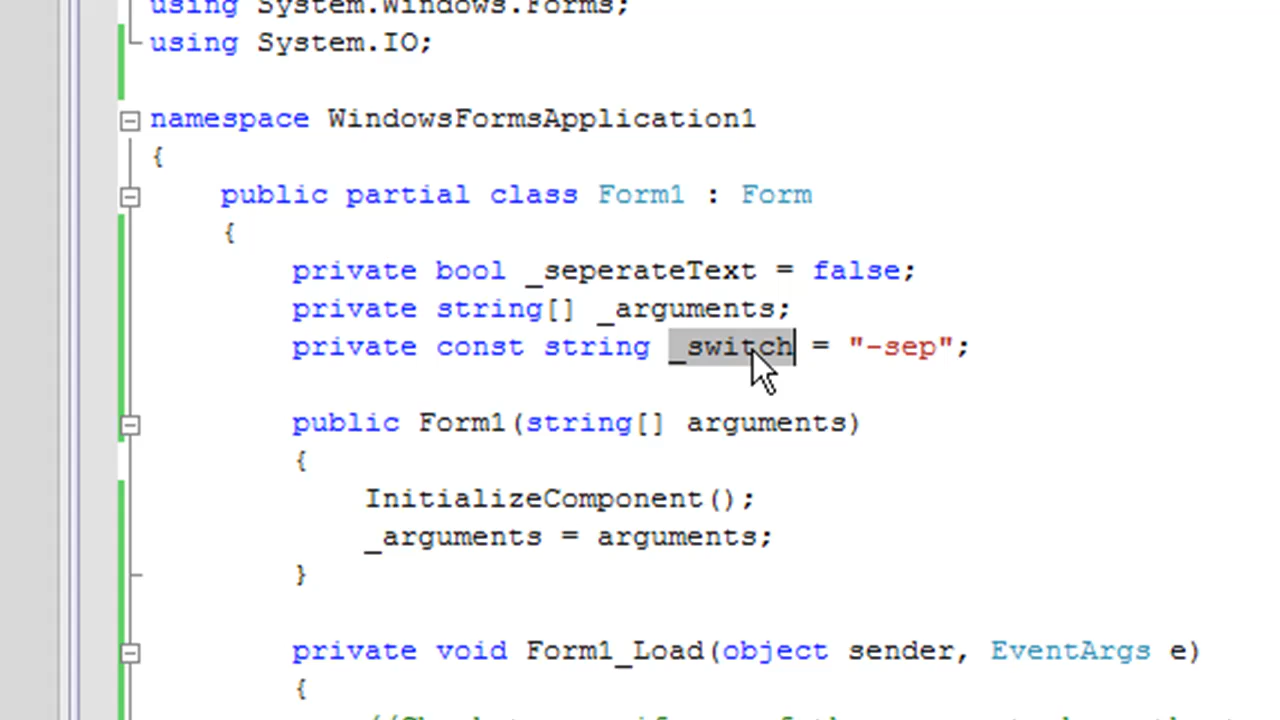 using System.Windows.Forms;
using System.IO;
namespace WindowsFormsApplication1
{
public partial class Form1 : Form
{
private bool _seperateText = false;
private string[] _arguments;
private const string _switch = "-sep";
public Form1(string[] arguments)
{
InitializeComponent();
_arguments = arguments;
}
private void Form1_Load(object sender, EventArgs e)
{